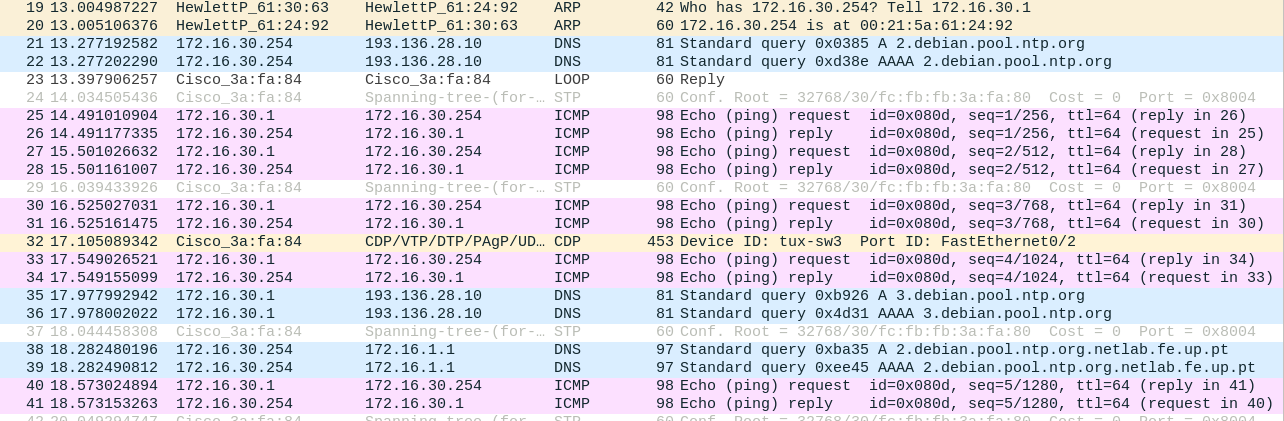 19 13.004987227 HewlettP_61:30:63 HewlettP_61:24:92 ARP 42 Who has 172.16.30.254? Tell 172.16.30.1
20 13.005106376 HewlettP_61:24:92 HewlettP_61:30:63 ARP 60 172.16.30.254 is at 00:21:5a:61:24:92
21 13.277192582 172.16.30.254 193.136.28.10 DNS 81 Standard query 0x0385 A 2.debian.pool.ntp.org
22 13.277202290 172.16.30.254 193.136.28.10 DNS 81 Standard query 0xd38e AAAA 2.debian.pool.ntp.org
23 13.397906257 Cisco_3a:fa:84 Cisco_3a:fa:84 LOOP 60 Reply
24 14.034505436 Cisco_3a:fa:84 Spanning-tree-(for-… STP 60 Conf. Root = 32768/30/fc:fb:fb:3a:fa:80 Cost = 0 Port = 0x8004
25 14.491010904 172.16.30.1 172.16.30.254 ICMP 98 Echo (ping) request id=0x080d, seq=1/256, ttl=64 (reply in 26)
26 14.491177335 172.16.30.254 172.16.30.1 ICMP 98 Echo (ping) reply id=0x080d, seq=1/256, ttl=64 (request in 25)
27 15.501026632 172.16.30.1 172.16.30.254 ICMP 98 Echo (ping) request id=0x080d, seq=2/512, ttl=64 (reply in 28)
28 15.501161007 172.16.30.254 172.16.30.1 ICMP 98 Echo (ping) reply id=0x080d, seq=2/512, ttl=64 (request in 27)
29 16.039433926 Cisco_3a:fa:84 Spanning-tree-(for-… STP 60 Conf. Root = 32768/30/fc:fb:fb:3a:fa:80 Cost = 0 Port = 0x8004
30 16.525027031 172.16.30.1 172.16.30.254 ICMP 98 Echo (ping) request id=0x080d, seq=3/768, ttl=64 (reply in 31)
31 16.525161475 172.16.30.254 172.16.30.1 ICMP 98 Echo (ping) reply id=0x080d, seq=3/768, ttl=64 (request in 30)
32 17.105089342 Cisco_3a:fa:84 CDP/VTP/DTP/PAgP/UD… CDP 453 Device ID: tux-sw3 Port ID: FastEthernet0/2
33 17.549026521 172.16.30.1 172.16.30.254 ICMP 98 Echo (ping) request id=0x080d, seq=4/1024, ttl=64 (reply in 34)
34 17.549155099 172.16.30.254 172.16.30.1 ICMP 98 Echo (ping) reply id=0x080d, seq=4/1024, ttl=64 (request in 33)
35 17.977992942 172.16.30.1 193.136.28.10 DNS 81 Standard query 0xb926 A 3.debian.pool.ntp.org
36 17.978002022 172.16.30.1 193.136.28.10 DNS 81 Standard query 0x4d31 AAAA 3.debian.pool.ntp.org
37 18.044458308 Cisco_3a:fa:84 Spanning-tree-(for-… STP 60 Conf. Root = 32768/30/fc:fb:fb:3a:fa:80 Cost = 0 Port = 0x8004
38 18.282480196 172.16.30.254 172.16.1.1 DNS 97 Standard query 0xba35 A 2.debian.pool.ntp.org.netlab.fe.up.pt
39 18.282490812 172.16.30.254 172.16.1.1 DNS 97 Standard query 0xee45 AAAA 2.debian.pool.ntp.org.netlab.fe.up.pt
40 18.573024894 172.16.30.1 172.16.30.254 ICMP 98 Echo (ping) request id=0x080d, seq=5/1280, ttl=64 (reply in 41)
41 18.573153263 172.16.30.254 172.16.30.1 ICMP 98 Echo (ping) reply id=0x080d, seq=5/1280, ttl=64 (request in 40)